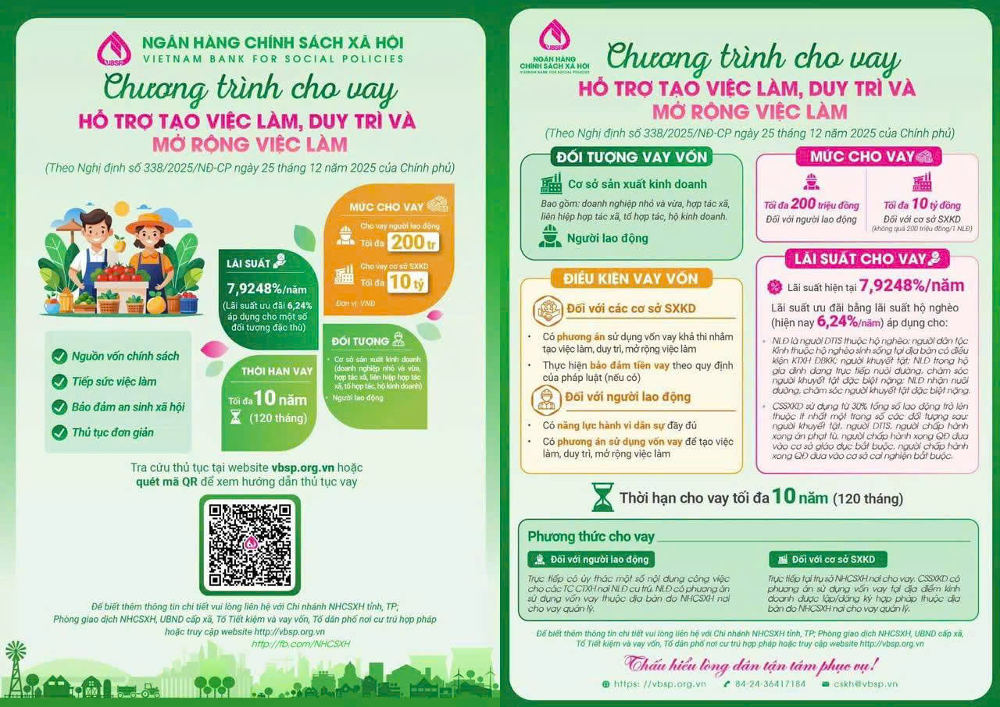 NGÂN HÀNG CHÍNH SÁCH XÃ HỘI
VIETNAM BANK FOR SOCIAL POLICIES
VBSP
Chương trình cho vay
HỖ TRỢ TẠO VIỆC LÀM, DUY TRÌ VÀ
MỞ RỘNG VIỆC LÀM
(Theo Nghị định số 338/2025/NĐ-CP ngày 25 tháng 12 năm 2025 của Chính phủ)
MỨC CHO VAY
Cho vay người lao động
Tối đa 200 tr
Cho vay cơ sở SXKD
Tối đa 10 tỷ
Đơn vị: VNĐ
LÃI SUẤT
7,9248%/năm
(Lãi suất ưu đãi 6,24%
áp dụng cho một số
đối tượng đặc thù)
ĐỐI TƯỢNG
• Cơ sở sản xuất kinh doanh
(doanh nghiệp nhỏ và vừa,
hợp tác xã, liên hiệp hợp tác
xã, tổ hợp tác, hộ kinh doanh)
• Người lao động
THỜI HẠN VAY
Tối đa 10 năm
(120 tháng)
Nguồn vốn chính sách
Tiếp sức việc làm
Bảo đảm an sinh xã hội
Thủ tục đơn giản
Tra cứu thủ tục tại website vbsp.org.vn hoặc
quét mã QR để xem hướng dẫn thủ tục vay
Để biết thêm thông tin chi tiết vui lòng liên hệ với Chi nhánh NHCSXH tỉnh, TP;
Phòng giao dịch NHCSXH, UBND cấp xã, Tổ Tiết kiệm và vay vốn, Tổ dân phố nơi cư trú hợp pháp
hoặc truy cập website http://vbsp.org.vn
http://fb.com/NHCSXH
VBSP
NGÂN HÀNG
CHÍNH SÁCH XÃ HỘI
VIETNAM BANK FOR SOCIAL POLICIES
Chương trình cho vay
HỖ TRỢ TẠO VIỆC LÀM, DUY TRÌ VÀ
MỞ RỘNG VIỆC LÀM
(Theo Nghị định số 338/2025/NĐ-CP ngày 25 tháng 12 năm 2025 của Chính phủ)
ĐỐI TƯỢNG VAY VỐN
Cơ sở sản xuất kinh doanh
Bao gồm: doanh nghiệp nhỏ và vừa, hợp tác xã,
liên hiệp hợp tác xã, tổ hợp tác, hộ kinh doanh.
Người lao động
MỨC CHO VAY
Tối đa 200 triệu đồng
Đối với người lao động
Tối đa 10 tỷ đồng
Đối với cơ sở SXKD
(không quá 200 triệu đồng/1 NLĐ)
ĐIỀU KIỆN VAY VỐN
Đối với các cơ sở SXKD
• Có phương án sử dụng vốn vay khả thi nhằm
tạo việc làm, duy trì, mở rộng việc làm
• Thực hiện bảo đảm tiền vay theo quy định
của pháp luật (nếu có)
Đối với người lao động
• Có năng lực hành vi dân sự đầy đủ
• Có phương án sử dụng vốn vay để tạo việc
làm, duy trì, mở rộng việc làm
LÃI SUẤT CHO VAY
Lãi suất hiện tại 7,9248%/năm
Lãi suất ưu đãi bằng lãi suất hộ nghèo
(hiện nay 6,24%/năm) áp dụng cho:
• NLĐ là người DTTS thuộc hộ nghèo; người dân tộc
Kinh thuộc hộ nghèo sinh sống tại địa bàn có điều
kiện KTXH ĐBKK; người khuyết tật; NLĐ trong hộ
gia đình đang trực tiếp nuôi dưỡng, chăm sóc
người khuyết tật đặc biệt nặng; NLĐ nhận nuôi
dưỡng, chăm sóc người khuyết tật đặc biệt nặng.
• CSSXKD sử dụng từ 30% tổng số lao động trở lên
thuộc ít nhất một trong số các đối tượng sau:
người khuyết tật, người DTTS, người chấp hành
xong án phạt tù, người chấp hành xong QĐ đưa
vào cơ sở giáo dục bắt buộc, người chấp hành
xong QĐ đưa vào cơ sở cai nghiện bắt buộc.
Thời hạn cho vay tối đa 10 năm (120 tháng)
Phương thức cho vay
Đối với người lao động
Trực tiếp có ủy thác một số nội dung công việc
cho các TC CTXH nơi NLĐ cư trú. NLĐ có phương án
sử dụng vốn vay thuộc địa bàn do NHCSXH nơi
cho vay quản lý.
Đối với cơ sở SXKD
Trực tiếp tại trụ sở NHCSXH nơi cho vay. CSSXKD có
phương án sử dụng vốn vay tại địa điểm kinh
doanh được lập/đăng ký hợp pháp thuộc địa
bàn do NHCSXH nơi cho vay quản lý.
Để biết thêm thông tin chi tiết vui lòng liên hệ với Chi nhánh NHCSXH tỉnh, TP; Phòng giao dịch NHCSXH, UBND cấp xã,
Tổ Tiết kiệm và vay vốn, Tổ dân phố nơi cư trú hợp pháp hoặc truy cập website http://vbsp.org.vn
Thấu hiểu lòng dân tận tâm phục vụ!
https: //vbsp.org.vn 84-24-36417184 cskh@vbsp.vn